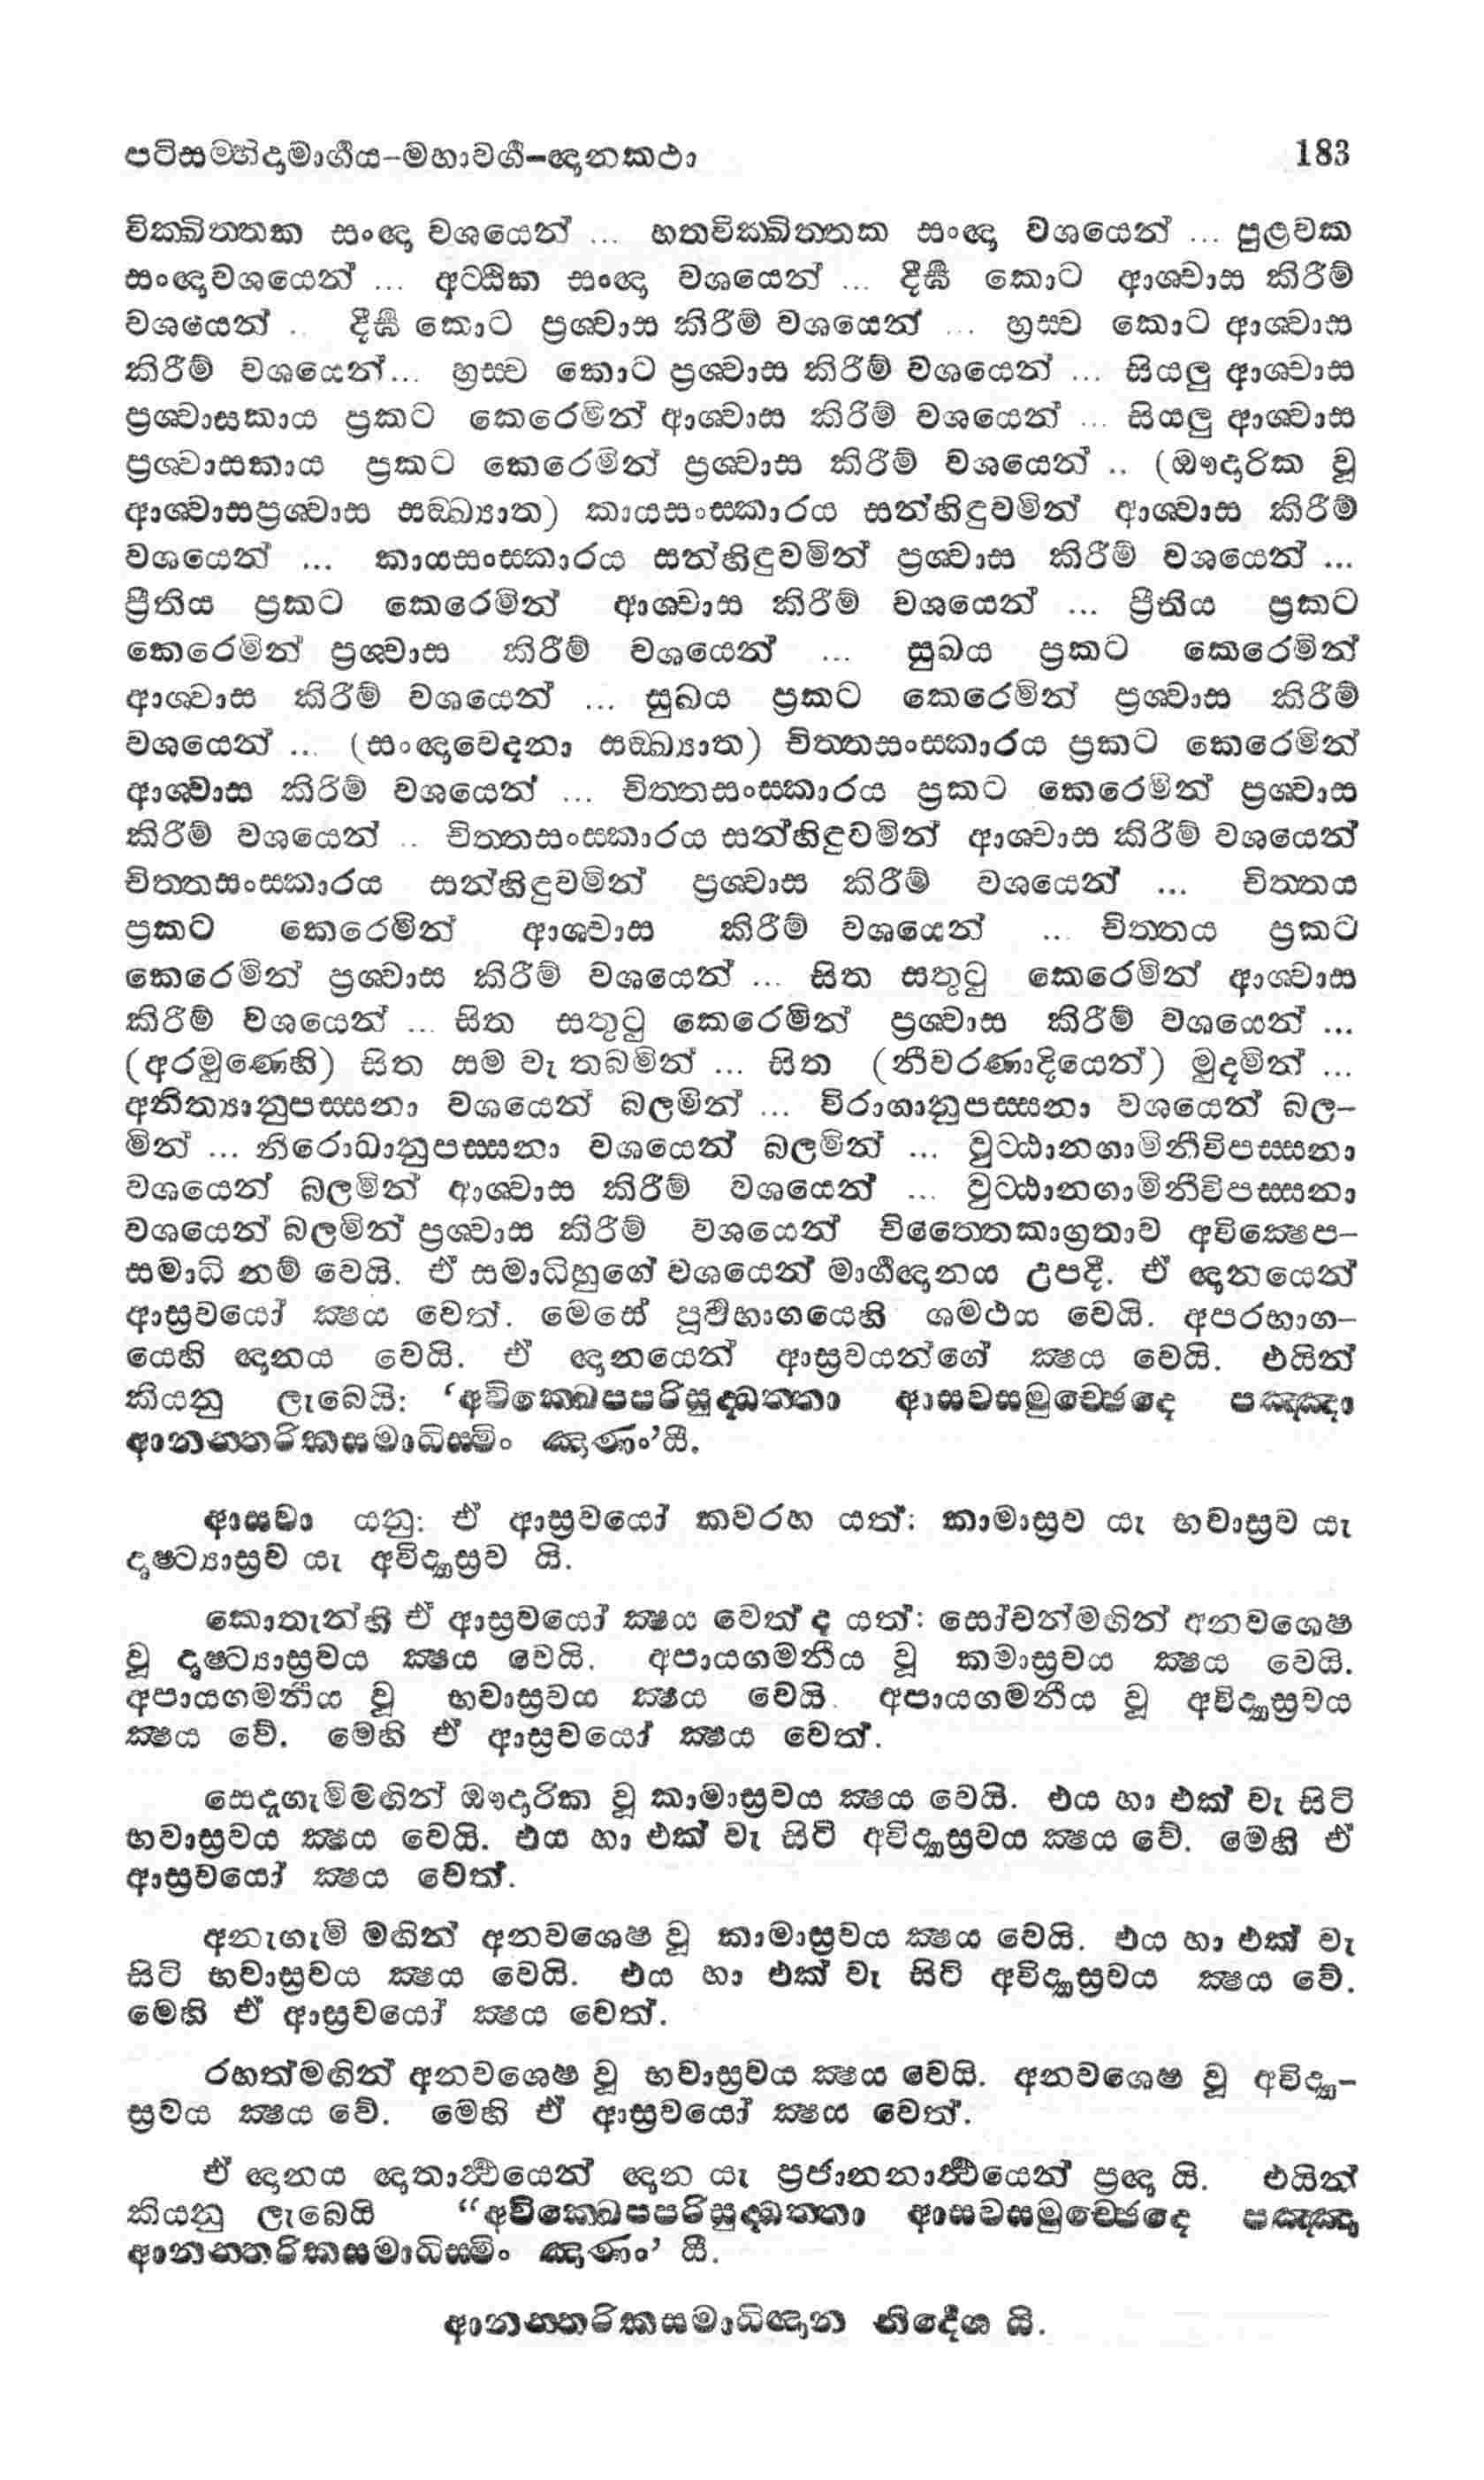 පටිසම්භිදාමාර්ගය-මහාවර්ග-ඥානකථා 183
වික්ඛිත්තක සංඥා වශයෙන් ... හතවික්ඛිත්තක සංඥා වශයෙන් ... පුළවක
සංඥාවශයෙන් ... අට්ඨික සංඥා වශයෙන් ... දීර්ඝ කොට ආශ්වාස කිරීම්
වශයෙන් .. දීර්ඝ කොට ප්‍රශ්වාස කිරීම් වශයෙන් ... හ්‍රස්ව කොට ආශ්වාස
කිරීම් වශයෙන්... හ්‍රස්ව කොට ප්‍රශ්වාස කිරීම් වශයෙන් ... සියලු ආශ්වාස
ප්‍රශ්වාසකාය ප්‍රකට කෙරෙමින් ආශ්වාස කිරීම් වශයෙන් ... සියලු ආශ්වාස
ප්‍රශ්වාසකාය ප්‍රකට කෙරෙමින් ප්‍රශ්වාස කිරීම් වශයෙන් .. (ඖදාරික වූ
ආශ්වාසප්‍රශ්වාස සඞ්ඛ්‍යාත) කායසංස්කාරය සන්හිඳුවමින් ආශ්වාස කිරීම්
වශයෙන් ... කායසංස්කාරය සන්හිඳුවමින් ප්‍රශ්වාස කිරීම් වශයෙන් ...
ප්‍රීතිය ප්‍රකට කෙරෙමින් ආශ්වාස කිරීම් වශයෙන් ... ප්‍රීතිය ප්‍රකට
කෙරෙමින් ප්‍රශ්වාස කිරීම් වශයෙන් ... සුඛය ප්‍රකට කෙරෙමින්
ආශ්වාස කිරීම් වශයෙන් ... සුඛය ප්‍රකට කෙරෙමින් ප්‍රශ්වාස කිරීම්
වශයෙන් ... (සංඥාවෙදනා සඞ්ඛ්‍යාත) චිත්තසංස්කාරය ප්‍රකට කෙරෙමින්
ආශ්වාස කිරීම් වශයෙන් ... චිත්තසංස්කාරය ප්‍රකට කෙරෙමින් ප්‍රශ්වාස
කිරීම් වශයෙන් .. චිත්තසංස්කාරය සන්හිඳුවමින් ආශ්වාස කිරීම් වශයෙන්
චිත්තසංස්කාරය සන්හිඳුවමින් ප්‍රශ්වාස කිරීම් වශයෙන් ... චිත්තය
ප්‍රකට කෙරෙමින් ආශ්වාස කිරීම් වශයෙන් ... චිත්තය ප්‍රකට
කෙරෙමින් ප්‍රශ්වාස කිරීම් වශයෙන් ... සිත සතුටු කෙරෙමින් ආශ්වාස
කිරීම් වශයෙන් ... සිත සතුටු කෙරෙමින් ප්‍රශ්වාස කිරීම් වශයෙන් ...
(අරමුණෙහි) සිත සම වැ තබමින් ... සිත (නීවරණාදියෙන්) මුදමින් ...
අනිත්‍යානුපස්සනා වශයෙන් බලමින් ... විරාගානුපස්සනා වශයෙන් බල-
මින් ... නිරොධානුපස්සනා වශයෙන් බලමින් ... වුට්ඨානගාමිනීවිපස්සනා
වශයෙන් බලමින් ආශ්වාස කිරීම් වශයෙන් ... වුට්ඨානගාමිනීවිපස්සනා
වශයෙන් බලමින් ප්‍රශ්වාස කිරීම් වශයෙන් චිත්තෛකාග්‍රතාව අවික්ෂෙප-
සමාධි නම් වෙයි. ඒ සමාධිහුගේ වශයෙන් මාර්ගඥානය උපදී. ඒ ඥානයෙන්
ආස්‍රවයෝ ක්ෂය වෙත්. මෙසේ පූර්වභාගයෙහි ශමථය වෙයි. අපරභාග-
යෙහි ඥානය වෙයි. ඒ ඥානයෙන් ආස්‍රවයන්ගේ ක්ෂය වෙයි. එයින්
කියනු ලැබෙයි: ‘අවික්ඛෙපපරිසුද්ධත්තා ආසවසමුච්ඡෙදෙ පඤ්ඤා
ආනන්තරිකසමාධිස්මිං ඤාණං’යී.
ආසවා යනු: ඒ ආස්‍රවයෝ කවරහ යත්: කාමාස්‍රව යැ භවාස්‍රව යැ
දෘෂ්ට්‍යාස්‍රව යැ අවිද්‍යාස්‍රව යි.
කොතැන්හි ඒ ආස්‍රවයෝ ක්ෂය වෙත් ද යත්: සෝවන්මගින් අනවශෙෂ
වූ දෘෂ්ට්‍යාස්‍රවය ක්ෂය වෙයි. අපායගමනීය වූ කමාස්‍රවය ක්ෂය වෙයි.
අපායගමනීය වූ භවාස්‍රවය ක්ෂය වෙයි. අපායගමනීය වූ අවිද්‍යාස්‍රවය
ක්ෂය වේ. මෙහි ඒ ආස්‍රවයෝ ක්ෂය වෙත්.
සෙදගැමිමඟින් ඖදාරික වූ කාමාස්‍රවය ක්ෂය වෙයි. එය හා එක් වැ සිටි
භවාස්‍රවය ක්ෂය වෙයි. එය හා එක් වැ සිටි අවිද්‍යාස්‍රවය ක්ෂය වේ. මෙහි ඒ
ආස්‍රවයෝ ක්ෂය වෙත්.
අනැගැමි මඟින් අනවශෙෂ වූ කාමාස්‍රවය ක්ෂය වෙයි. එය හා එක් වැ
සිටි භවාස්‍රවය ක්ෂය වෙයි. එය හා එක් වැ සිටි අවිද්‍යාස්‍රවය ක්ෂය වේ.
මෙහි ඒ ආස්‍රවයෝ ක්ෂය වෙත්.
රහත්මඟින් අනවශෙෂ වූ භවාස්‍රවය ක්ෂය වෙයි. අනවශෙෂ වූ අවිද්‍යා-
ස්‍රවය ක්ෂය වේ. මෙහි ඒ ආස්‍රවයෝ ක්ෂය වෙත්.
ඒ ඥානය ඥාතාර්ථයෙන් ඥාන යැ ප්‍රජානනාර්ථයෙන් ප්‍රඥා යි. එයින්
කියනු ලැබෙයි “අවික්ඛෙපපරිසුද්ධත්තා ආසවසමුච්ඡෙදෙ පඤ්ඤා
ආනන්තරිකසමාධිස්මිං ඤාණං’ යී.
ආනන්තරිකසමාධිඥාන නිර්දේශ යි.